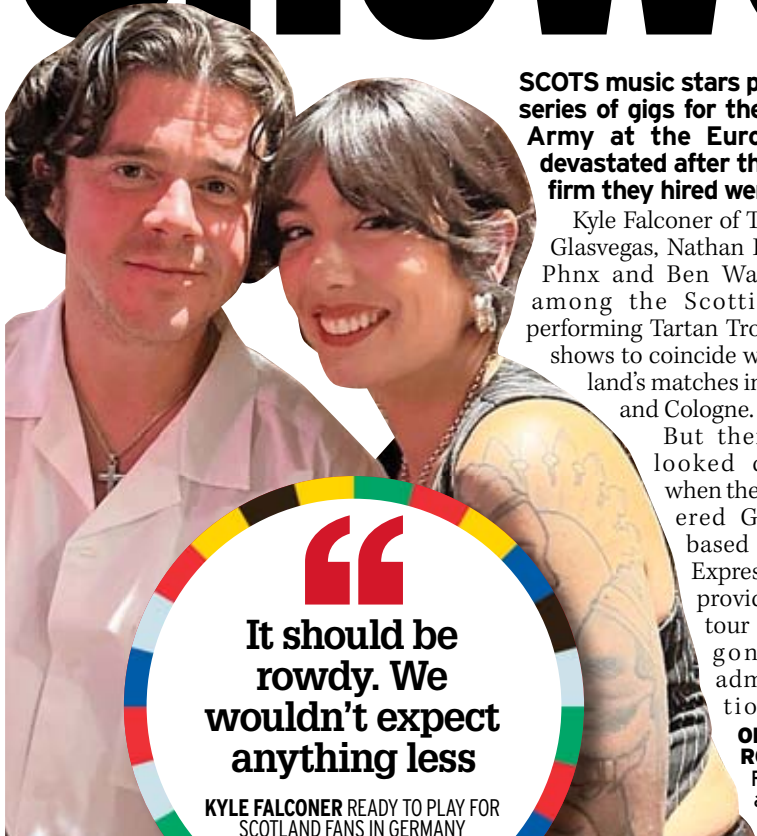 SCOTS music stars p
series of gigs for the
Army at the Euro
devastated after th
firm they hired wer
Kyle Falconer of T
Glasvegas, Nathan
Phnx and Ben Wa
among the Scotti
performing Tartan Tro
shows to coincide w
land's matches in
and Cologne.
But the
looked
when the
ered G
based
Expres
provid
tour
gon
adm
tio
“
It should be
rowdy. We
wouldn't expect
anything less
KYLE FALCONER READY TO PLAY FOR
SCOTLAND FANS IN GERMANY